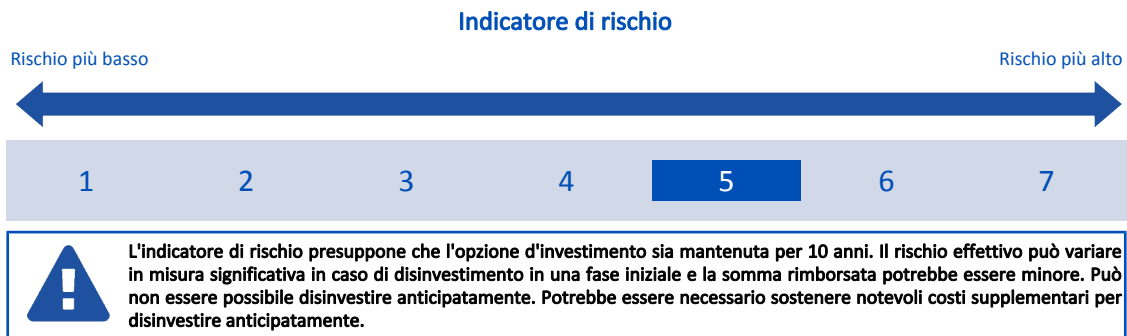 Indicatore di rischio
Rischio più basso
Rischio più alto
1 2 3 4 5 6 7
L'indicatore di rischio presuppone che l'opzione d'investimento sia mantenuta per 10 anni. Il rischio effettivo può variare
in misura significativa in caso di disinvestimento in una fase iniziale e la somma rimborsata potrebbe essere minore. Può
non essere possibile disinvestire anticipatamente. Potrebbe essere necessario sostenere notevoli costi supplementari per
disinvestire anticipatamente.